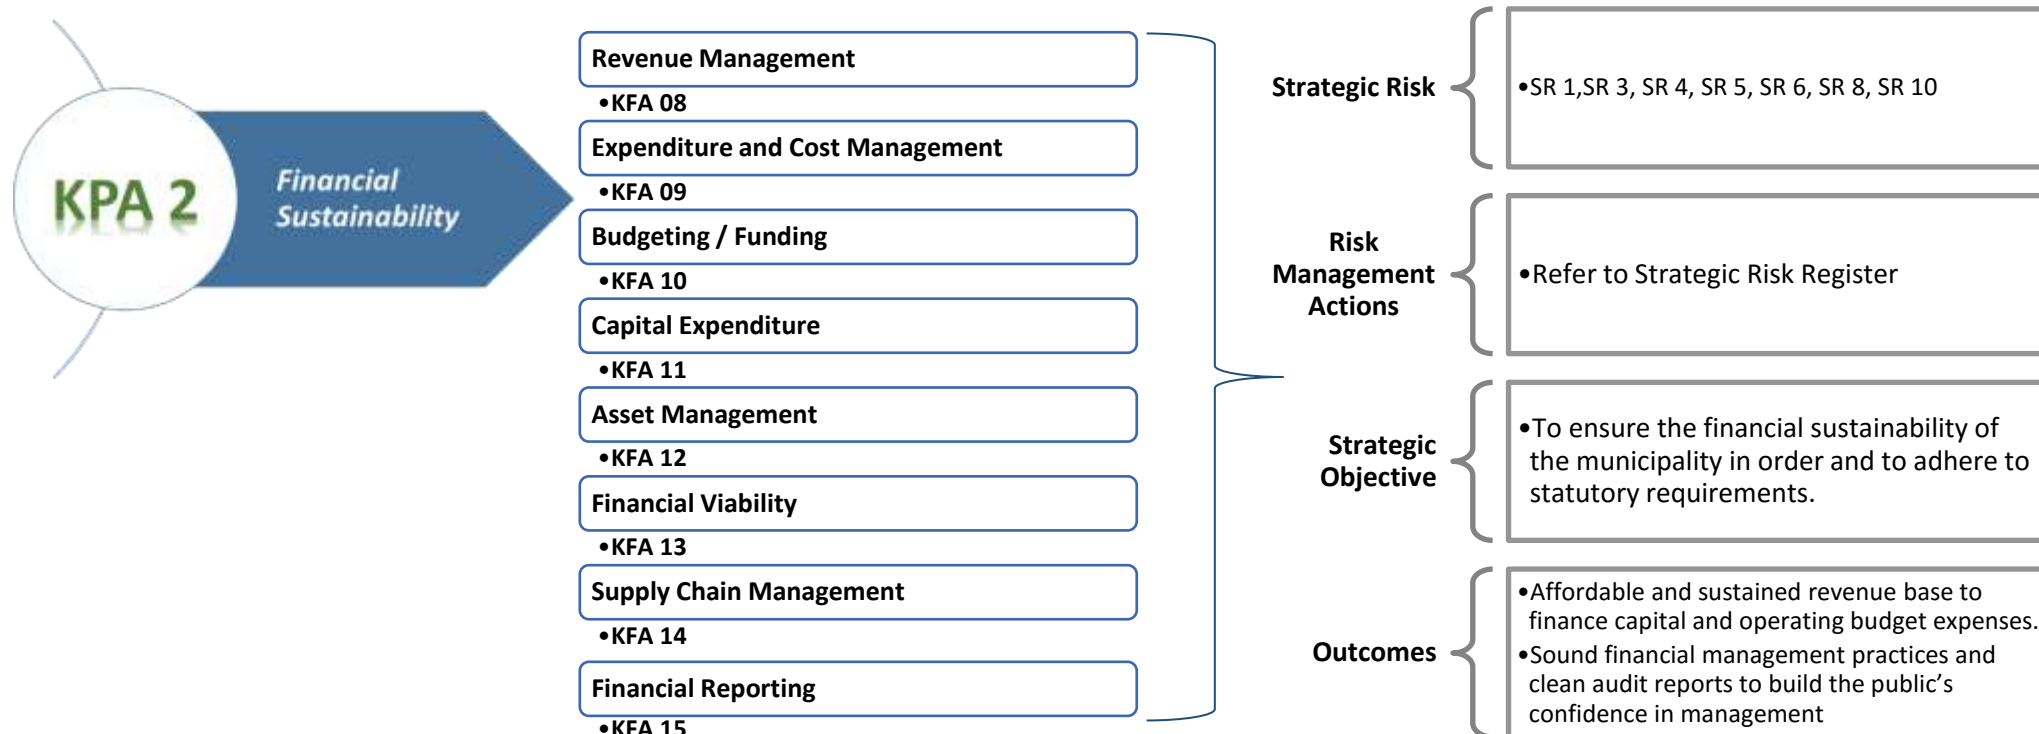 KPA 2
Financial
Sustainability
Revenue Management
•KFA 08
Expenditure and Cost Management
•KFA 09
Budgeting / Funding
•KFA 10
Capital Expenditure
•KFA 11
Asset Management
•KFA 12
Financial Viability
•KFA 13
Supply Chain Management
•KFA 14
Financial Reporting
•KFA 15
Strategic Risk
•SR 1,SR 3, SR 4, SR 5, SR 6, SR 8, SR 10
Risk
Management
Actions
•Refer to Strategic Risk Register
Strategic
Objective
•To ensure the financial sustainability of
the municipality in order and to adhere to
statutory requirements.
Outcomes
•Affordable and sustained revenue base to
finance capital and operating budget expenses.
•Sound financial management practices and
clean audit reports to build the public’s
confidence in management